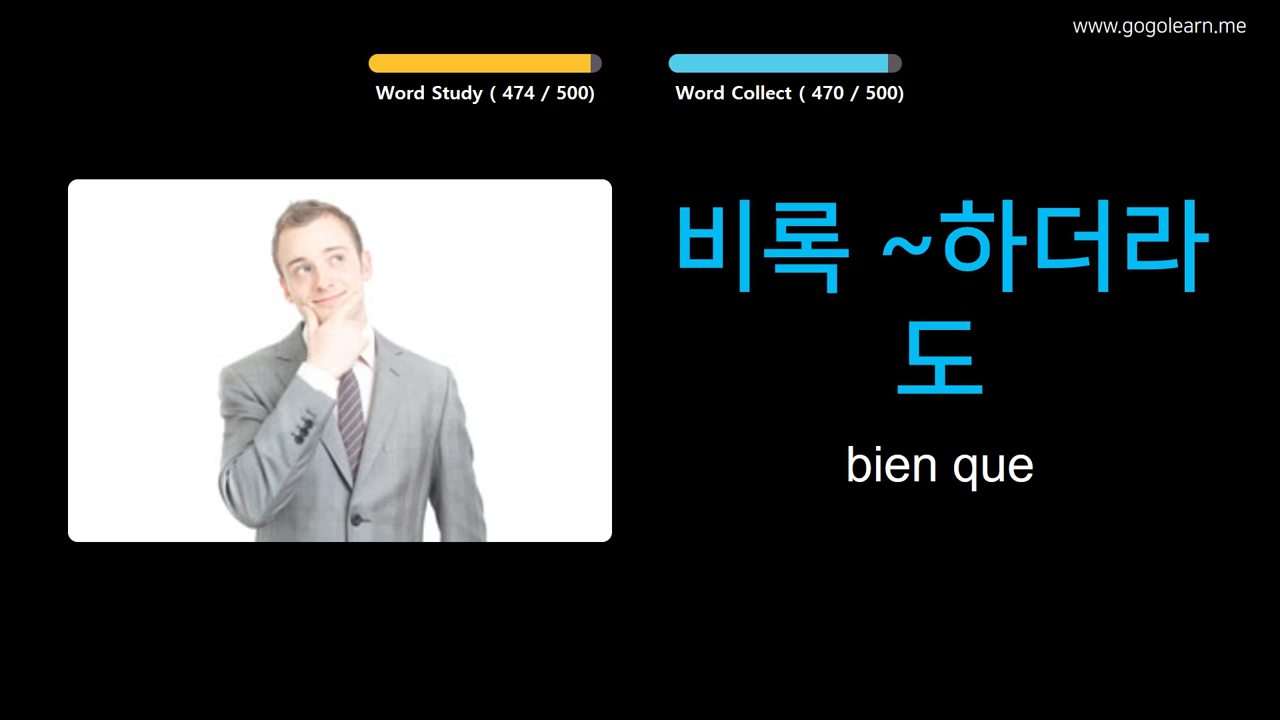 www.gogolearn.me
Word Study ( 474 / 500)
Word Collect ( 470 / 500)
비록 ~하더라
도
bien que